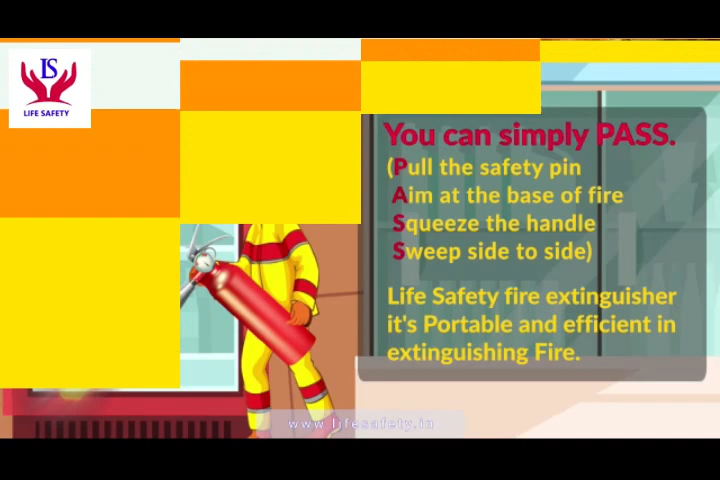 LS
LIFE SAFETY
You can simply PASS.
(Pull the safety pin
Aim at the base of fire
Squeeze the handle
Sweep side to side)
Life Safety fire extinguisher
it's Portable and efficient in
extinguishing Fire.
www.lifesafety.in